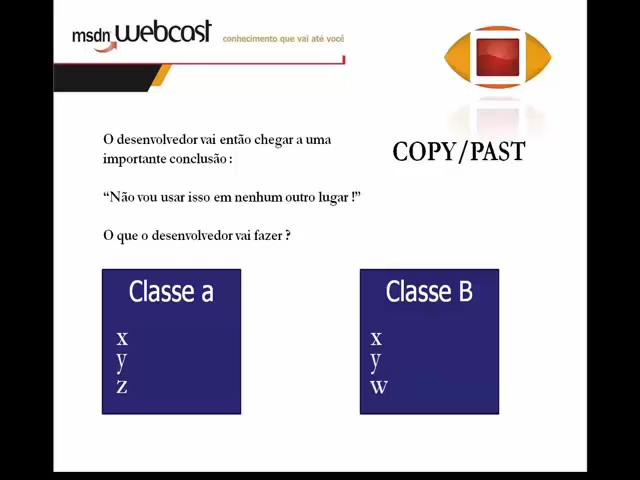 msdn webcast conhecimento que vai até você
O desenvolvedor vai então chegar a uma
importante conclusão :
COPY/PAST
“Não vou usar isso em nenhum outro lugar !”
O que o desenvolvedor vai fazer ?
Classe a
x
y
z
Classe B
x
y
w